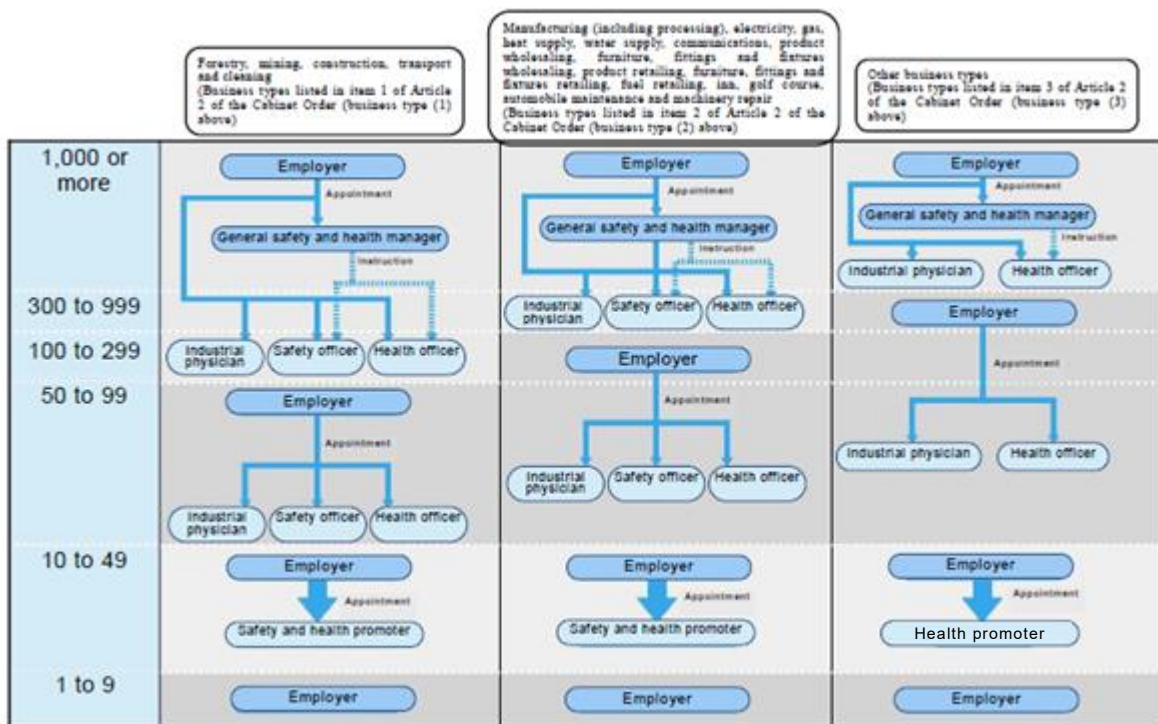 Forestry, mining, construction, transport
and cleaning
(Business types listed in item 1 of Article
2 of the Cabinet Order (business type (1)
above)
Manufacturing (including processing), electricity, gas,
heat supply, water supply, communications, product
wholesaling, furniture, fittings and fixtures
wholesaling, product retailing, furniture, fittings and
fixtures retailing, fuel retailing, inn, golf course,
automobile maintenance and machinery repair
(Business types listed in item 2 of Article 2 of the
Cabinet Order (business type (2) above)
Other business types
(Business types listed in item 3 of Article 2
of the Cabinet Order (business type (3)
above)
1,000 or
more
Employer
Appointment
General safety and health manager
Instruction
Industrial
physician
Safety officer
Health officer
Employer
Appointment
General safety and health manager
Instruction
Industrial
physician
Safety officer
Health officer
Employer
Appointment
General safety and health manager
Instruction
Industrial physician
Health officer
300 to 999
100 to 299
50 to 99
Employer
Appointment
Industrial
physician
Safety officer
Health officer
Employer
Appointment
Industrial
physician
Safety officer
Health officer
Employer
Appointment
Industrial physician
Health officer
10 to 49
Employer
Appointment
Safety and health promoter
Employer
Appointment
Safety and health promoter
Employer
Appointment
Health promoter
1 to 9
Employer
Employer
Employer